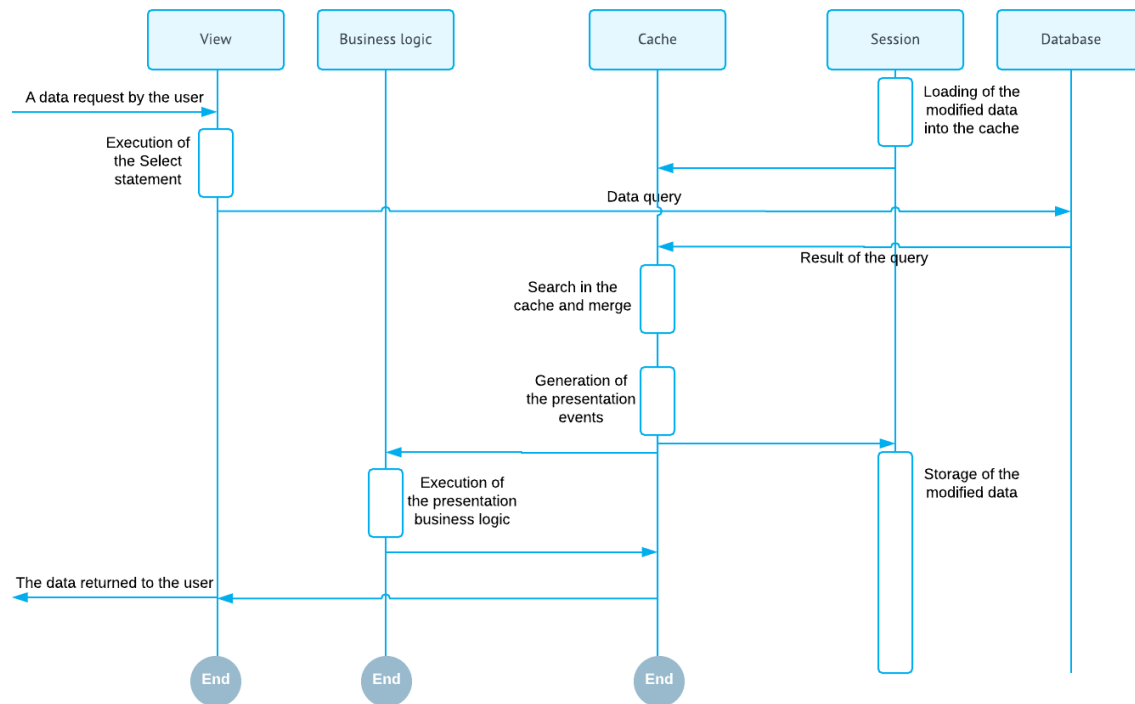 View
Business logic
Cache
Session
Database
A data request by the user
Loading of the
modified data
into the cache
Execution of
the Select
statement
Data query
Result of the query
Search in the
cache and merge
Generation of
the presentation
events
Execution of
the presentation
business logic
Storage of the
modified data
The data returned to the user
End
End
End